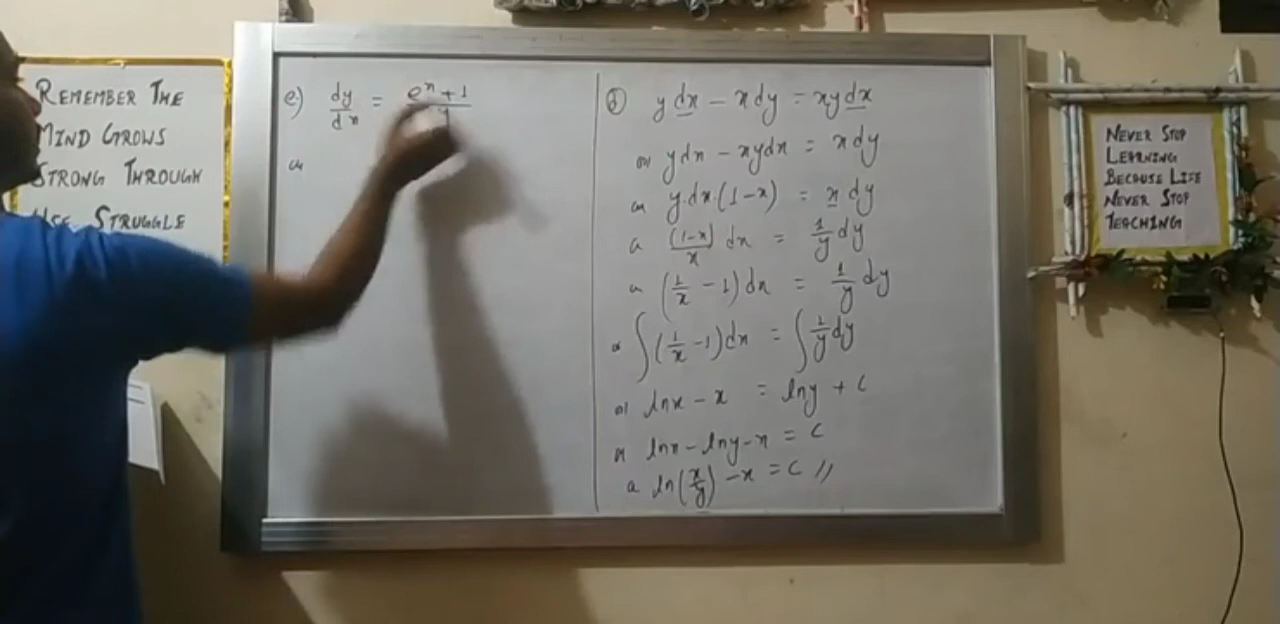 REMEMBER THE
MIND GROWS
STRONG THROUGH
STRUGGLE
e) dy/dx = (e^x + 1)/y
or
f) y dx - x dy = xy dx
or y dx - xy dx = x dy
or y dx (1-x) = x dy
or (1-x)/x dx = 1/y dy
or (1/x - 1) dx = 1/y dy
or ∫(1/x - 1) dx = ∫ 1/y dy
or ln x - x = ln y + c
or ln x - ln y - x = c
or ln(x/y) - x = c //
NEVER STOP
LEARNING
BECAUSE LIFE
NEVER STOP
TEACHING